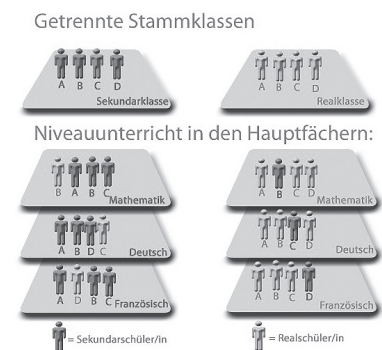 Getrennte Stammklassen
A B C D
Sekundarklasse
A B C D
Realklasse
Niveauunterricht in den Hauptfächern:
B A B C
Mathematik
A B C D
Mathematik
A B D C
Deutsch
A B C D
Deutsch
A D B C
Französisch
A B C D
Französisch
= Sekundarschüler/in
= Realschüler/in